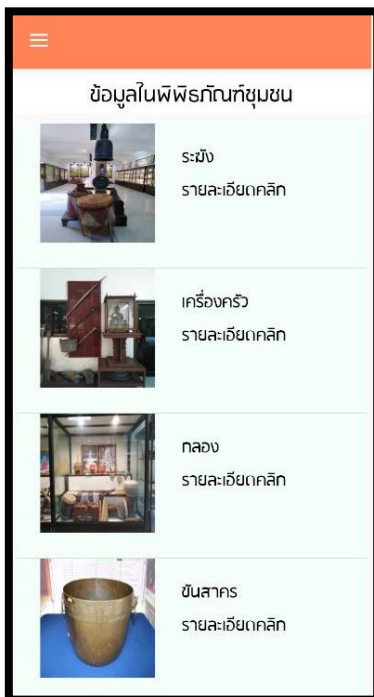 ข้อมูลในพิพิธภัณฑ์ชุมชน
ระฆัง
รายละเอียดคลิก
เครื่องครัว
รายละเอียดคลิก
กลอง
รายละเอียดคลิก
ขันสาคร
รายละเอียดคลิก